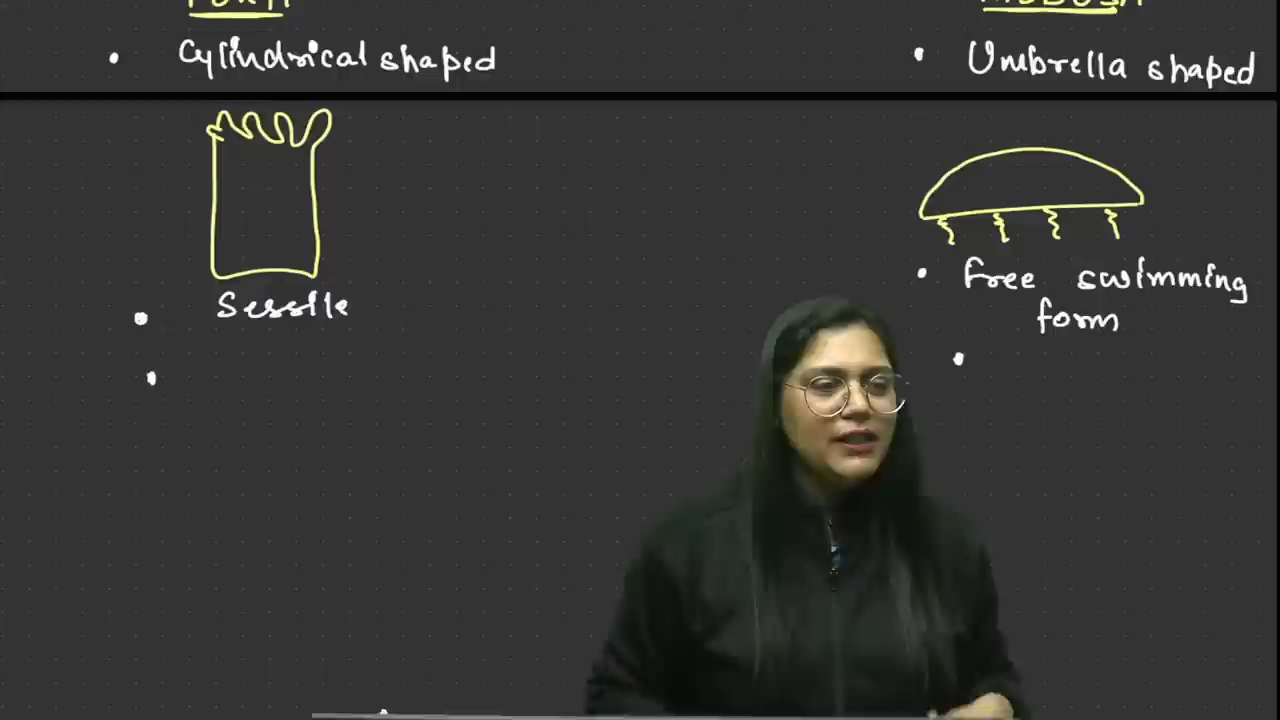 • Cylindrical shaped
• Umbrella shaped
• Sessile
• free swimming
form